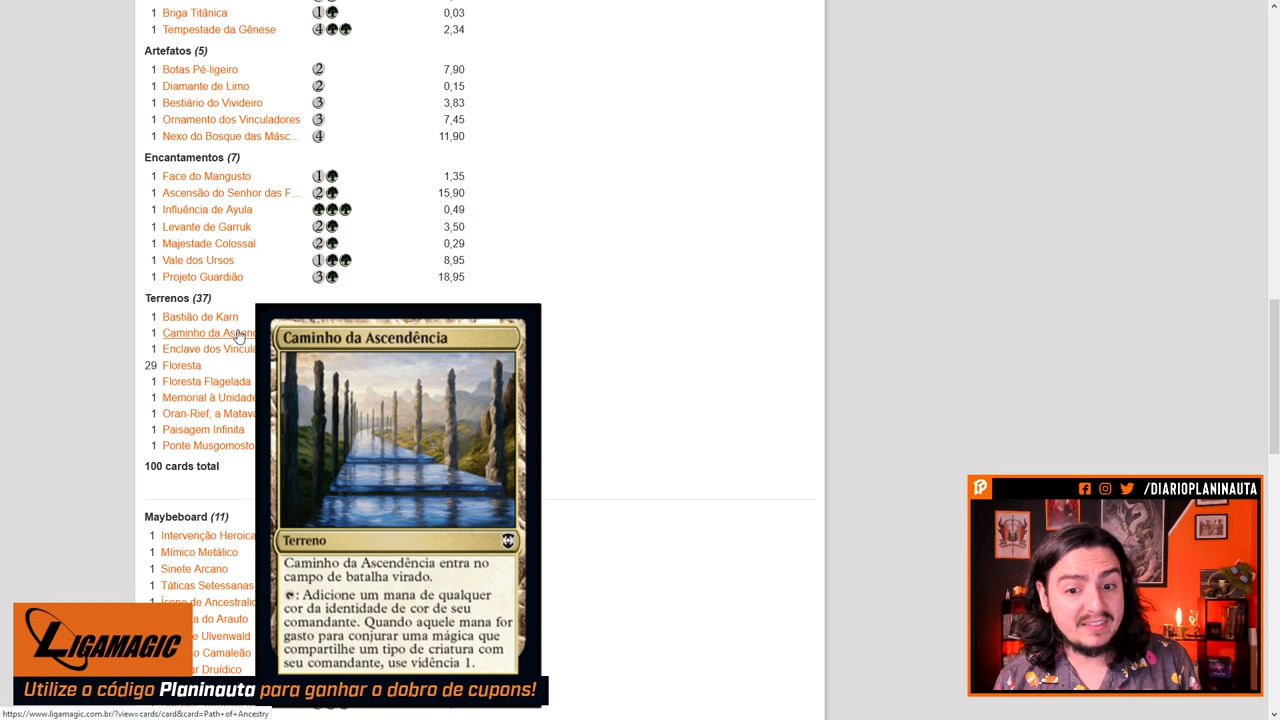 1 Briga Titânica 1 0,03
1 Tempestade da Gênese 4 2,34
Artefatos (5)
1 Botas Pé-ligeiro 2 7,90
1 Diamante de Limo 2 0,15
1 Bestiário do Vivideiro 3 3,83
1 Ornamento dos Vinculadores 3 7,45
1 Nexo do Bosque das Másc... 4 11,90
Encantamentos (7)
1 Face do Mangusto 1 1,35
1 Ascensão do Senhor das F... 2 15,90
1 Influência de Ayula 0,49
1 Levante de Garruk 2 3,50
1 Majestade Colossal 2 0,29
1 Vale dos Ursos 1 8,95
1 Projeto Guardião 3 18,95
Terrenos (37)
1 Bastião de Karn
1 Caminho da Ascend
1 Enclave dos Vincula
29 Floresta
1 Floresta Flagelada
1 Memorial à Unidade
1 Oran-Rief, a Matava
1 Paisagem Infinita
1 Ponte Musgomosto
100 cards total
Maybeboard (11)
1 Intervenção Heroica
1 Mímico Metálico
1 Sinete Arcano
1 Táticas Setessanas
1 Ícone de Ancestralid
a do Arauto
e Ulvenwald
o Camaleão
ar Druídico
Caminho da Ascendência
Terreno
Caminho da Ascendência entra no
campo de batalha virado.
: Adicione um mana de qualquer
cor da identidade de cor de seu
comandante. Quando aquele mana for
gasto para conjurar uma mágica que
compartilhe um tipo de criatura com
seu comandante, use vidência 1.
/DIARIOPLANINAUTA
LIGAMAGIC
Utilize o código Planinauta para ganhar o dobro de cupons!
https://www.ligamagic.com.br/?view=cards/card&card=Path+of+Ancestry